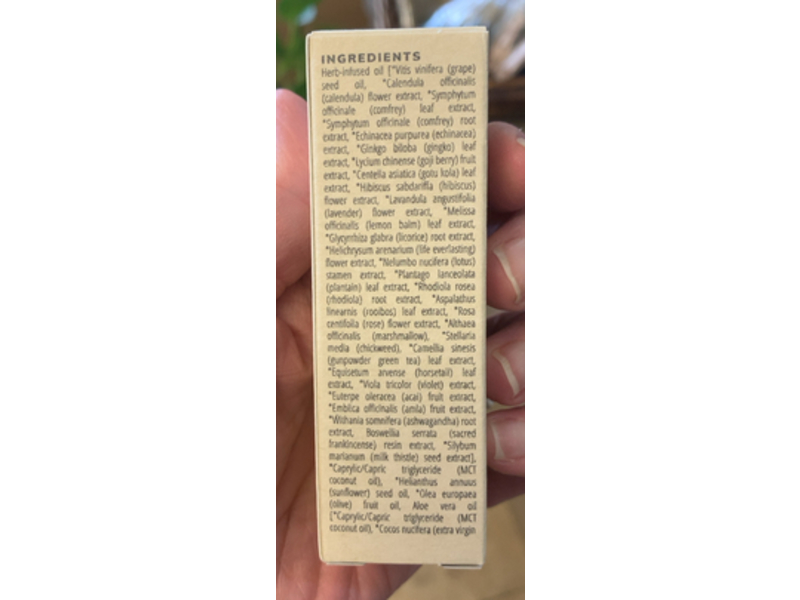 INGREDIENTS
Herb-infused oil [*Vitis vinifera (grape)
seed oil, *Calendula officinalis
(calendula) flower extract, *Symphytum
officinale (comfrey) leaf extract,
*Symphytum officinale (comfrey) root
extract, *Echinacea purpurea (echinacea)
extract, *Ginkgo biloba (gingko) leaf
extract, *Lycium chinense (goji berry) fruit
extract, *Centella asiatica (gotu kola) leaf
extract, *Hibiscus sabdariffa (hibiscus)
flower extract, *Lavandula angustifolia
(lavender) flower extract, *Melissa
officinalis (lemon balm) leaf extract,
*Glycyrrhiza glabra (licorice) root extract,
*Helichrysum arenarium (life everlasting)
flower extract, *Nelumbo nucifera (lotus)
stamen extract, *Plantago lanceolata
(plantain) leaf extract, *Rhodiola rosea
(rhodiola) root extract, *Aspalathus
linearnis (rooibos) leaf extract, *Rosa
centifolia (rose) flower extract, *Althaea
officinalis (marshmallow), *Stellaria
media (chickweed), *Camellia sinesis
(gunpowder green tea) leaf extract,
*Equisetum arvense (horsetail) leaf
extract, *Viola tricolor (violet) extract,
*Euterpe oleracea (acai) fruit extract,
*Emblica officinalis (amla) fruit extract,
*Withania somnifera (ashwagandha) root
extract, Boswellia serrata (sacred
frankincense) resin extract, *Silybum
marianum (milk thistle) seed extract],
*Caprylic/Capric triglyceride (MCT
coconut oil), *Helianthus annuus
(sunflower) seed oil, *Olea europaea
(olive) fruit oil, Aloe vera oil
[*Caprylic/Capric triglyceride (MCT
coconut oil), *Cocos nucifera (extra virgin